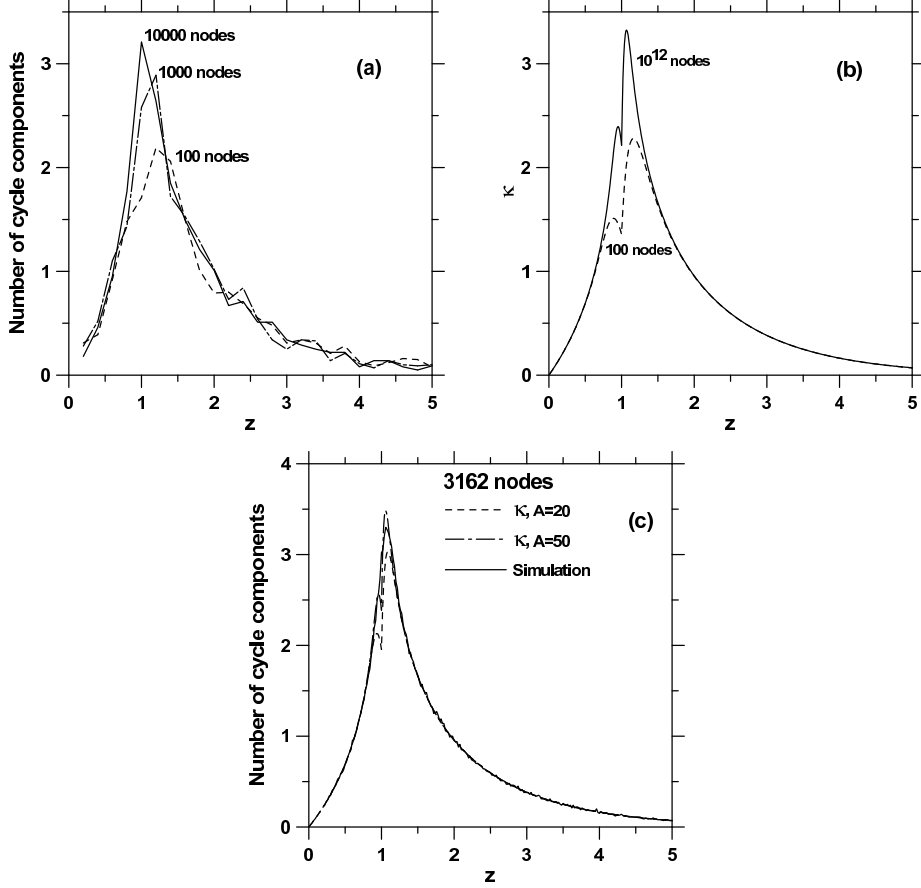 10000 nodes
1000 nodes
100 nodes
(a)
Number of cycle components
3
2
1
0
0 1 2 3 4 5
z
10¹² nodes
(b)
100 nodes
κ
3
2
1
0
0 1 2 3 4 5
z
3162 nodes
κ, A=20
κ, A=50
Simulation
(c)
Number of cycle components
4
3
2
1
0
0 1 2 3 4 5
z